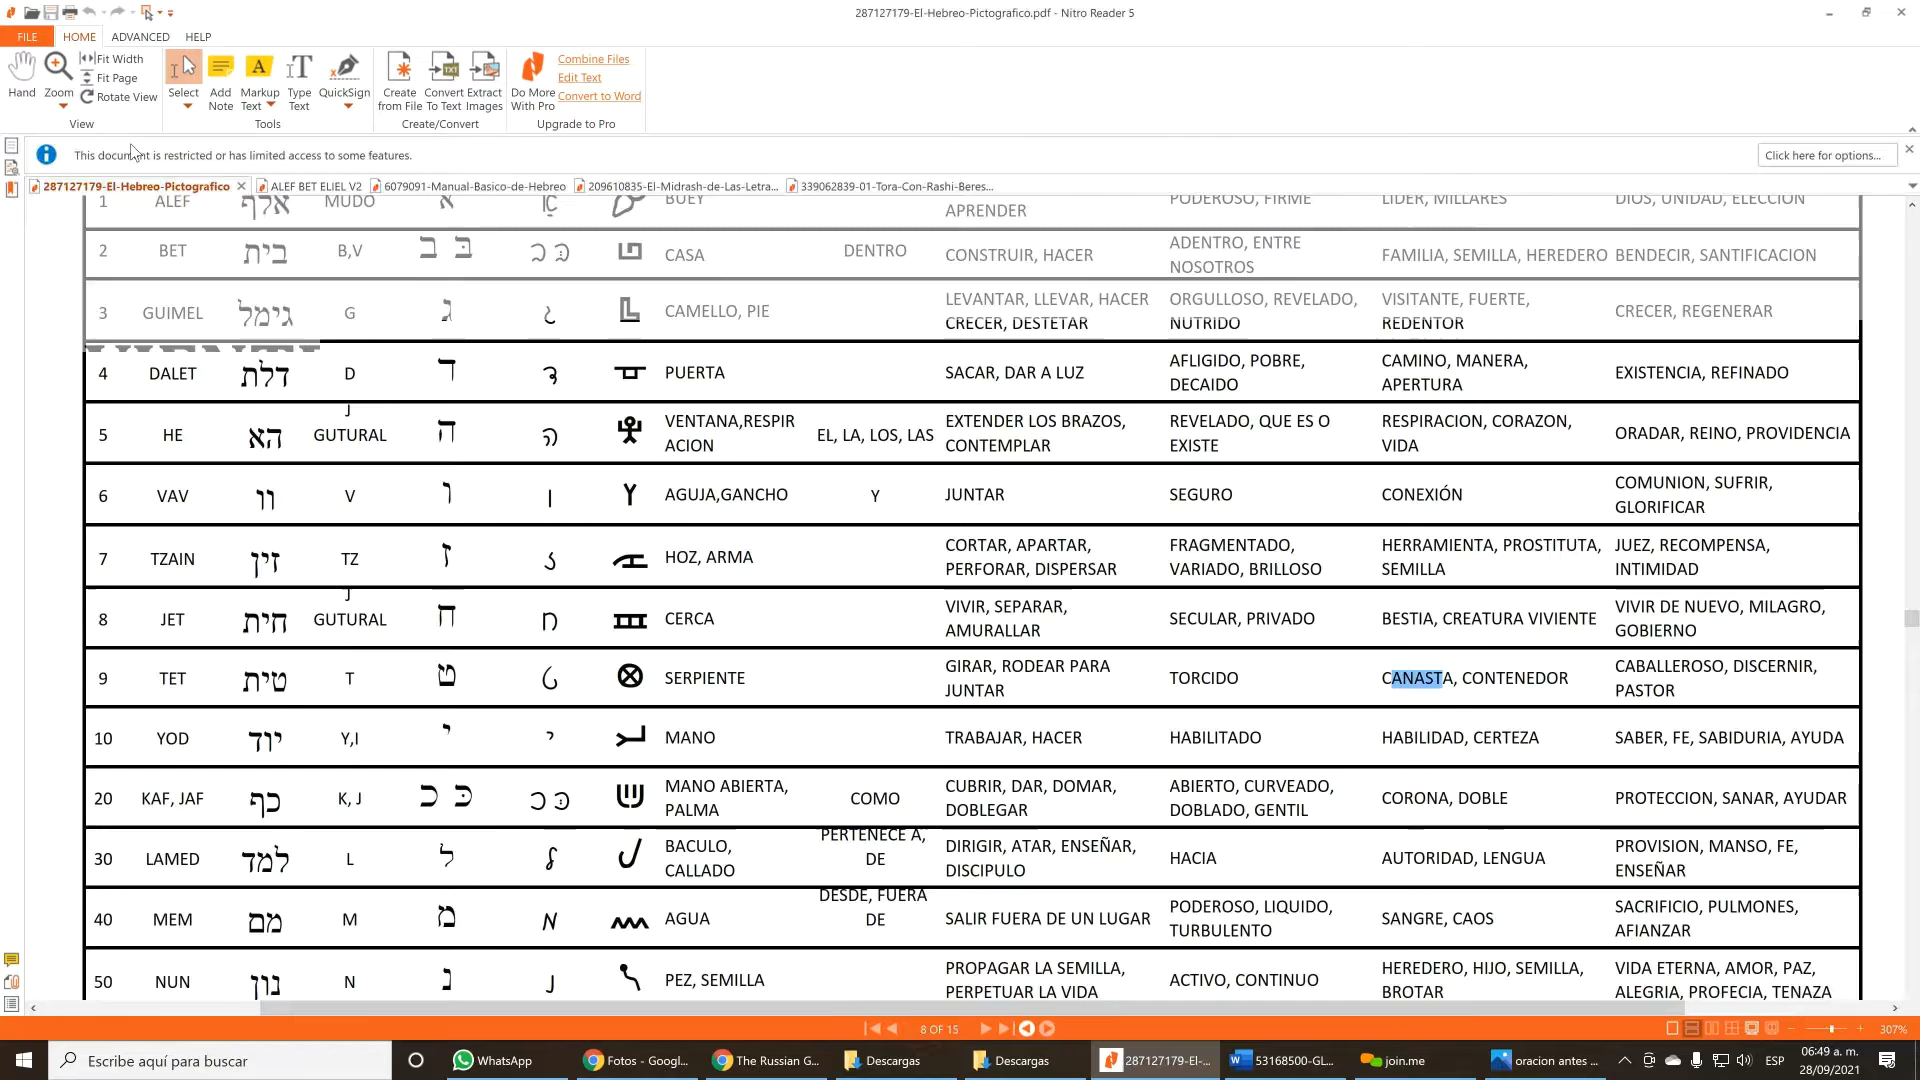 287127179-El-Hebreo-Pictografico.pdf - Nitro Reader 5
FILE HOME ADVANCED HELP
Hand Zoom Fit Width Fit Page Rotate View
View
Select Add Note Markup Text Type Text QuickSign
Tools
Create from File Convert To Text Extract Images
Create/Convert
Do More With Pro Combine Files Edit Text Convert to Word
Upgrade to Pro
This document is restricted or has limited access to some features. Click here for options...
287127179-El-Hebreo-Pictografico ALEF BET ELIEL V2 6079091-Manual-Basico-de-Hebreo 209610835-El-Midrash-de-Las-Letra... 339062839-01-Tora-Con-Rashi-Beres...
1 ALEF אלף MUDO א BUEY APRENDER PODEROSO, FIRME LIDER, MILLARES DIOS, UNIDAD, ELECCION
2 BET בית B,V ב בּ כ כּ CASA DENTRO CONSTRUIR, HACER ADENTRO, ENTRE NOSOTROS FAMILIA, SEMILLA, HEREDERO BENDECIR, SANTIFICACION
3 GUIMEL גימל G ג CAMELLO, PIE LEVANTAR, LLEVAR, HACER CRECER, DESTETAR ORGULLOSO, REVELADO, NUTRIDO VISITANTE, FUERTE, REDENTOR CRECER, REGENERAR
4 DALET דלת D ד PUERTA SACAR, DAR A LUZ AFLIGIDO, POBRE, DECAIDO CAMINO, MANERA, APERTURA EXISTENCIA, REFINADO
5 HE הא J GUTURAL ה VENTANA,RESPIRACION EL, LA, LOS, LAS EXTENDER LOS BRAZOS, CONTEMPLAR REVELADO, QUE ES O EXISTE RESPIRACION, CORAZON, VIDA ORADAR, REINO, PROVIDENCIA
6 VAV וו V ו AGUJA,GANCHO Y JUNTAR SEGURO CONEXIÓN COMUNION, SUFRIR, GLORIFICAR
7 TZAIN זין TZ ז HOZ, ARMA CORTAR, APARTAR, PERFORAR, DISPERSAR FRAGMENTADO, VARIADO, BRILLOSO HERRAMIENTA, PROSTITUTA, SEMILLA JUEZ, RECOMPENSA, INTIMIDAD
8 JET חית J GUTURAL ח CERCA VIVIR, SEPARAR, AMURALLAR SECULAR, PRIVADO BESTIA, CREATURA VIVIENTE VIVIR DE NUEVO, MILAGRO, GOBIERNO
9 TET טית T ט SERPIENTE GIRAR, RODEAR PARA JUNTAR TORCIDO CANASTA, CONTENEDOR CABALLEROSO, DISCERNIR, PASTOR
10 YOD יוד Y,I י MANO TRABAJAR, HACER HABILITADO HABILIDAD, CERTEZA SABER, FE, SABIDURIA, AYUDA
20 KAF, JAF כף K, J כ כּ MANO ABIERTA, PALMA COMO CUBRIR, DAR, DOMAR, DOBLEGAR ABIERTO, CURVEADO, DOBLADO, GENTIL CORONA, DOBLE PROTECCION, SANAR, AYUDAR
30 LAMED למד L ל BACULO, CALLADO PERTENECE A, DE DIRIGIR, ATAR, ENSEÑAR, DISCIPULO HACIA AUTORIDAD, LENGUA PROVISION, MANSO, FE, ENSEÑAR
40 MEM מם M מ AGUA DESDE, FUERA DE SALIR FUERA DE UN LUGAR PODEROSO, LIQUIDO, TURBULENTO SANGRE, CAOS SACRIFICIO, PULMONES, AFIANZAR
50 NUN נון N נ PEZ, SEMILLA PROPAGAR LA SEMILLA, PERPETUAR LA VIDA ACTIVO, CONTINUO HEREDERO, HIJO, SEMILLA, BROTAR VIDA ETERNA, AMOR, PAZ, ALEGRIA, PROFECIA, TENAZA
8 OF 15 307%
Escribe aquí para buscar WhatsApp Fotos - Googl... The Russian G... Descargas Descargas 287127179-El-... 53168500-GL... join.me oracion antes ... ESP 06:49 a. m.
28/09/2021